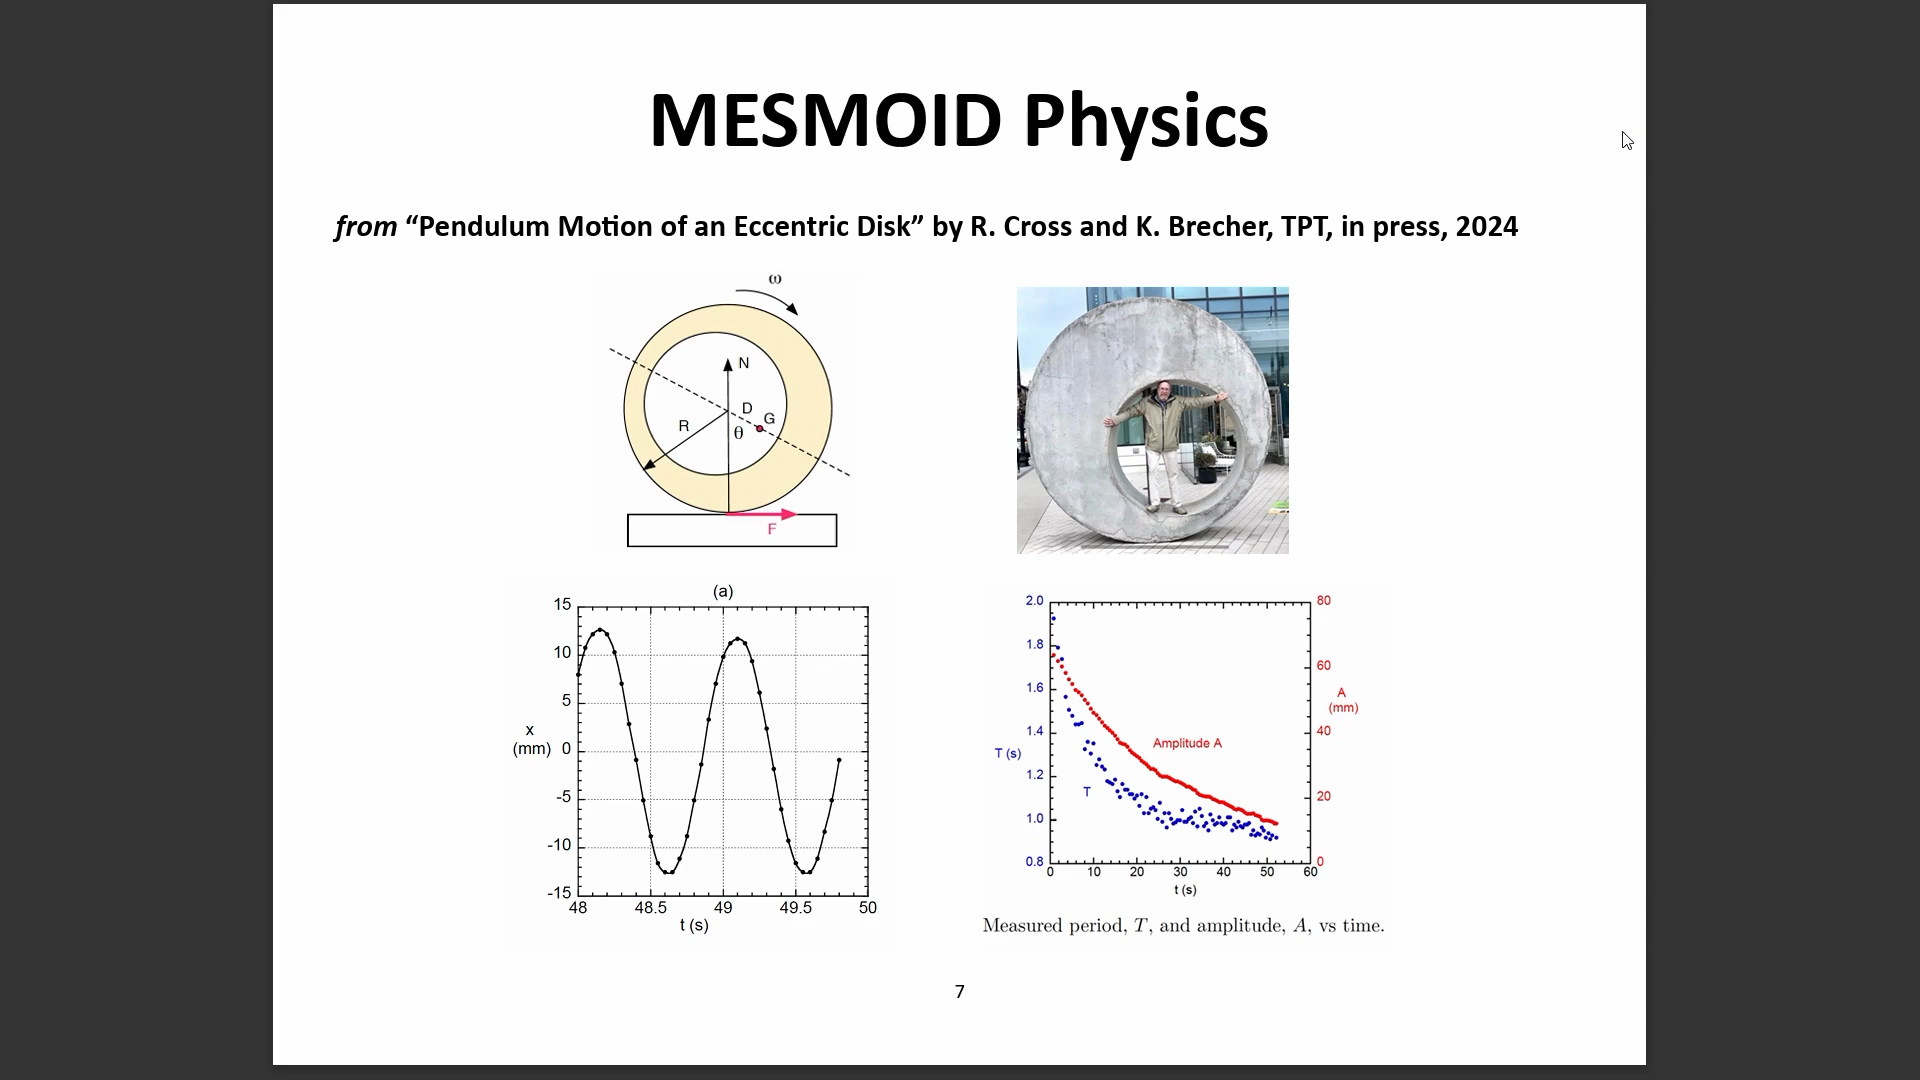 MESMOID Physics
from “Pendulum Motion of an Eccentric Disk” by R. Cross and K. Brecher, TPT, in press, 2024
ω
N
D
G
R
θ
F
(a)
15
10
5
0
-5
-10
-15
x
(mm)
48
48.5
49
49.5
50
t (s)
2.0
1.8
1.6
1.4
1.2
1.0
0.8
T (s)
80
60
40
20
0
A
(mm)
Amplitude A
T
0
10
20
30
40
50
60
t (s)
Measured period, T, and amplitude, A, vs time.
7